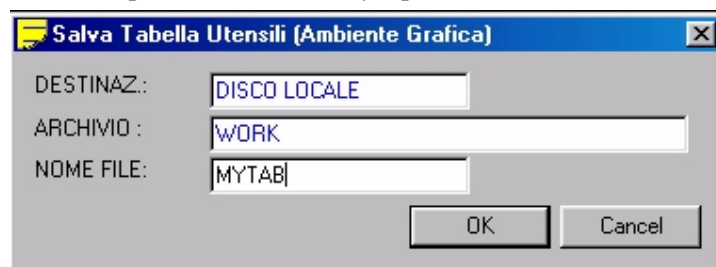 Salva Tabella Utensili (Ambiente Grafica)
DESTINAZ.: DISCO LOCALE
ARCHIVIO : WORK
NOME FILE: MYTAB
OK Cancel